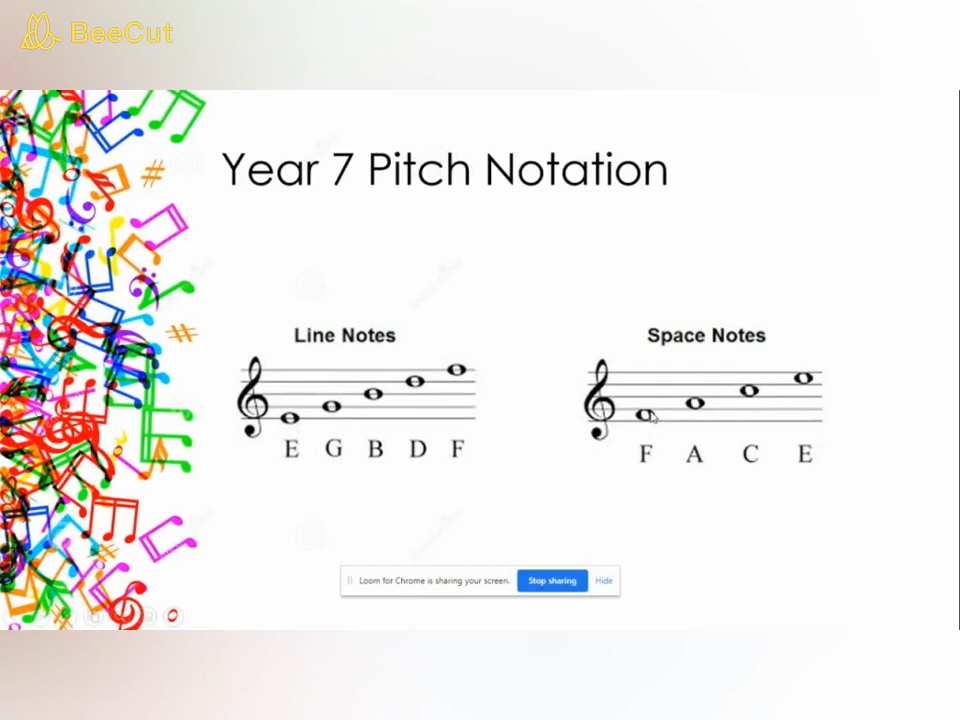 BeeCut
Year 7 Pitch Notation
Line Notes
E G B D F
Space Notes
F A C E
Loom for Chrome is sharing your screen. Stop sharing Hide